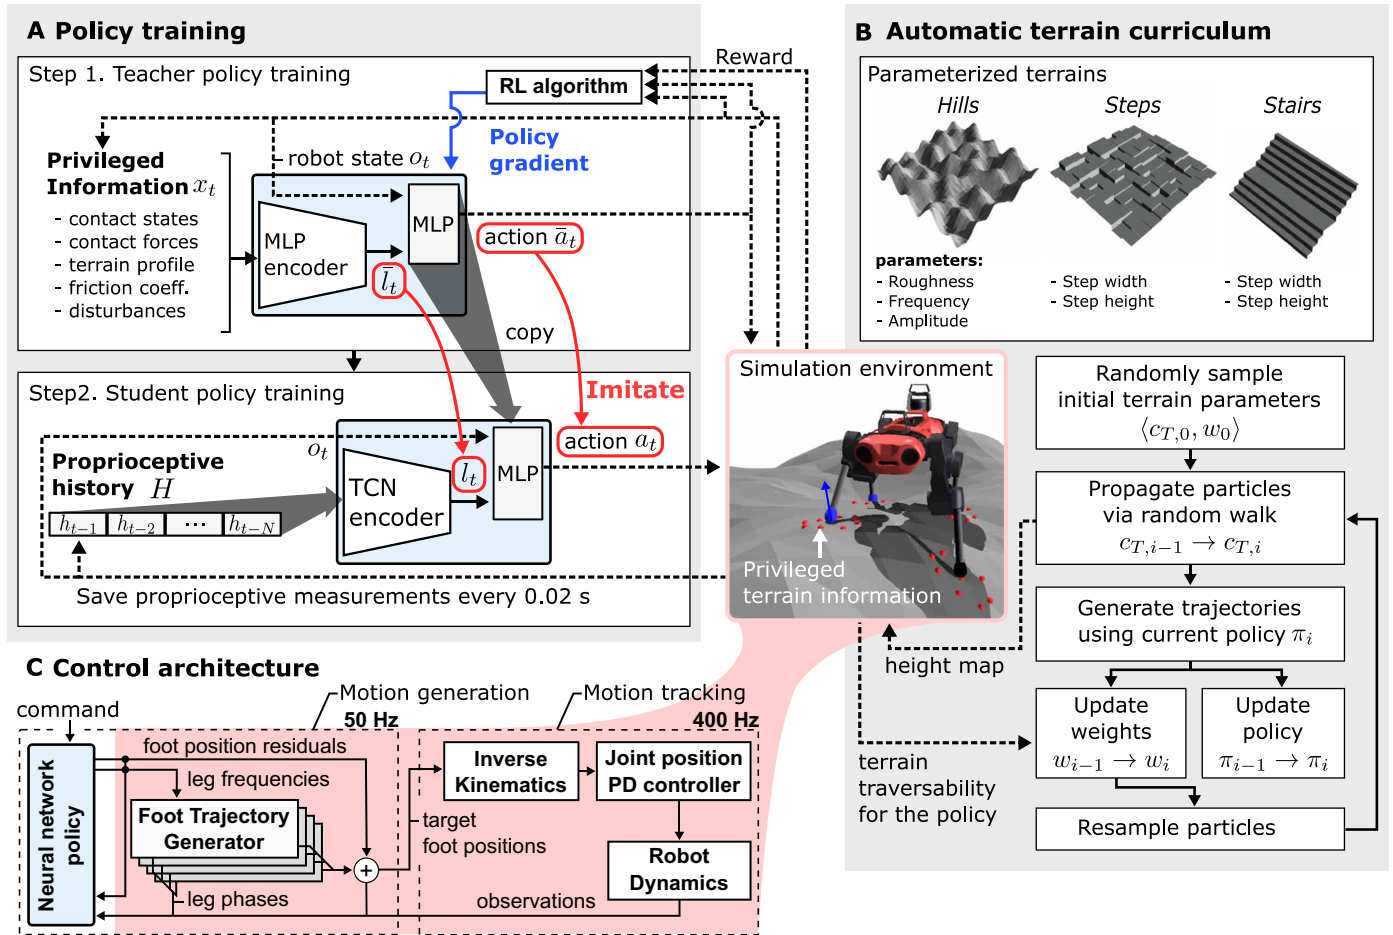 A Policy training
Step 1. Teacher policy training
RL algorithm
Reward
Policy
gradient
robot state o_t
Privileged
Information x_t
- contact states
- contact forces
- terrain profile
- friction coeff.
- disturbances
MLP
encoder
MLP
l̄_t
action ā_t
copy
Imitate
Step2. Student policy training
o_t
Proprioceptive
history H
h_{t−1} h_{t−2} ... h_{t−N}
TCN
encoder
l_t
MLP
action a_t
Save proprioceptive measurements every 0.02 s
Simulation environment
Privileged
terrain information
B Automatic terrain curriculum
Parameterized terrains
Hills
Steps
Stairs
parameters:
- Roughness
- Frequency
- Amplitude
- Step width
- Step height
- Step width
- Step height
Randomly sample
initial terrain parameters
⟨c_{T,0}, w_0⟩
Propagate particles
via random walk
c_{T,i−1} → c_{T,i}
Generate trajectories
using current policy π_i
height map
Update
weights
w_{i−1} → w_i
Update
policy
π_{i−1} → π_i
terrain
traversability
for the policy
Resample particles
C Control architecture
command
Motion generation
50 Hz
Motion tracking
400 Hz
Neural network
policy
foot position residuals
leg frequencies
Foot Trajectory
Generator
leg phases
+
target
foot positions
Inverse
Kinematics
Joint position
PD controller
Robot
Dynamics
observations